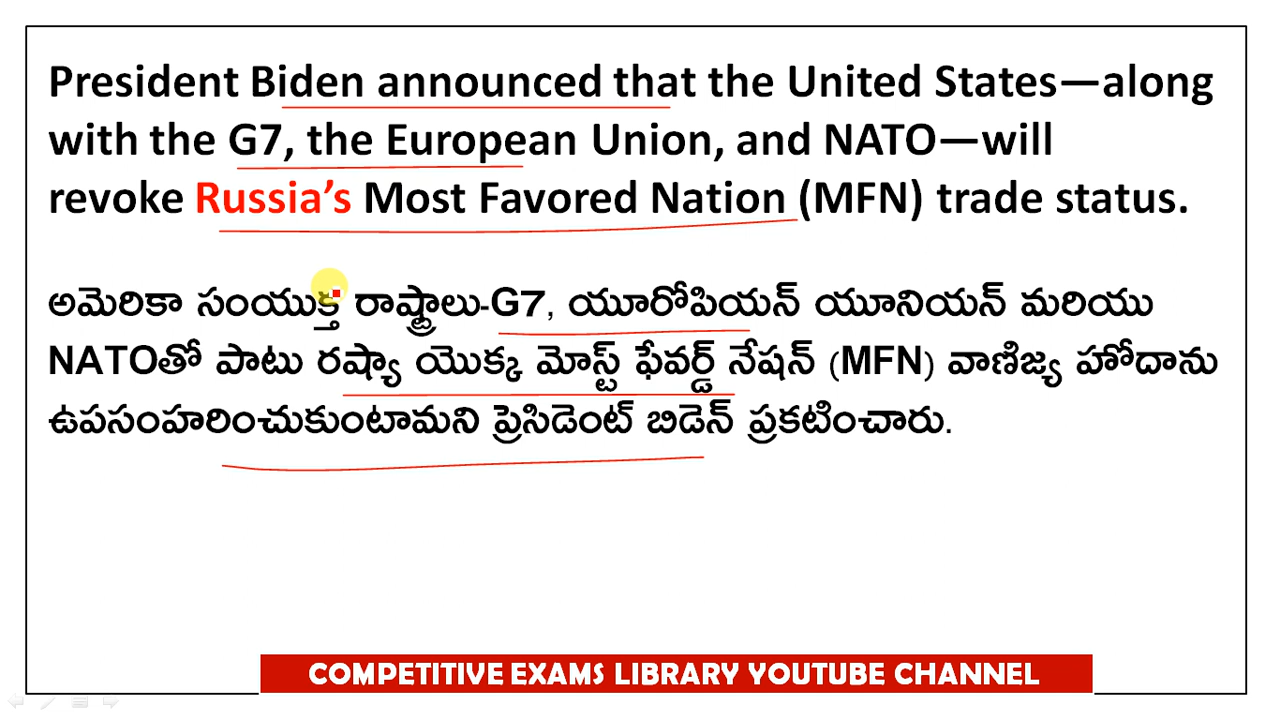 President Biden announced that the United States—along
with the G7, the European Union, and NATO—will
revoke Russia’s Most Favored Nation (MFN) trade status.
అమెరికా సంయుక్త రాష్ట్రాలు-G7, యూరోపియన్ యూనియన్ మరియు
NATOతో పాటు రష్యా యొక్క మోస్ట్ ఫేవర్డ్ నేషన్ (MFN) వాణిజ్య హోదాను
ఉపసంహరించుకుంటామని ప్రెసిడెంట్ బిడెన్ ప్రకటించారు.
COMPETITIVE EXAMS LIBRARY YOUTUBE CHANNEL